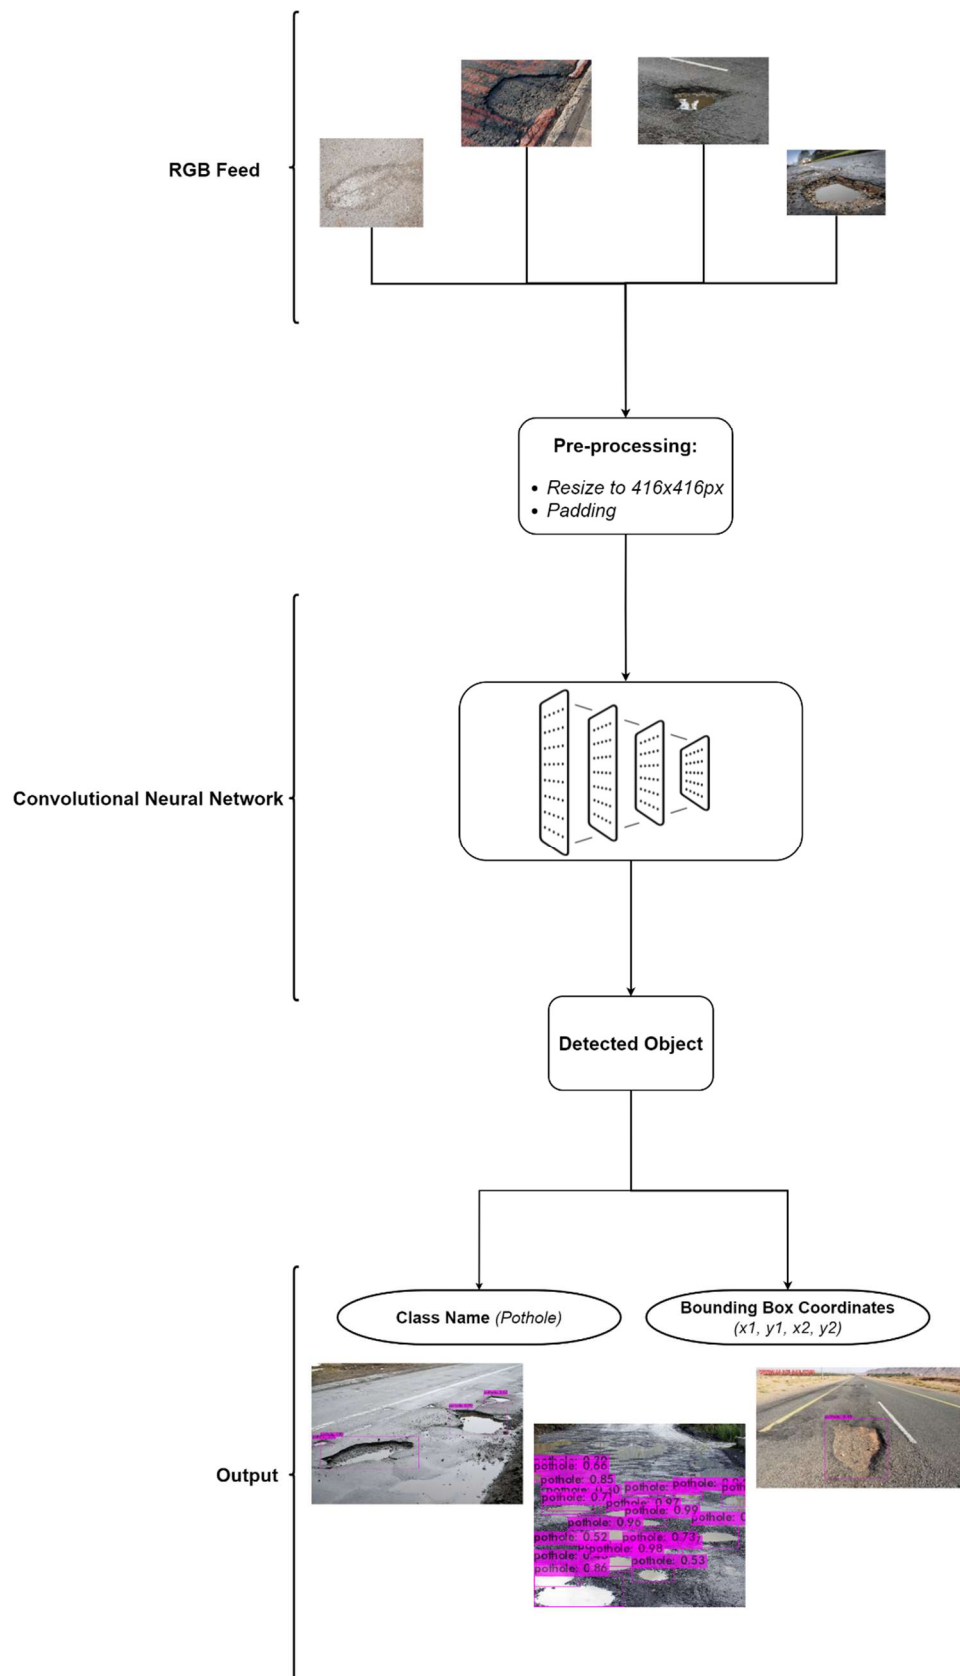 RGB Feed
Pre-processing:
• Resize to 416x416px
• Padding
Convolutional Neural Network
Detected Object
Class Name (Pothole)
Bounding Box Coordinates
(x1, y1, x2, y2)
Output
pothole: 0.66
0.85
pothole:
pothole:
0.71
pothole: 0.97
0.99
pothole: 0.96
pothole:
0.52
pothole: 0.73
pothole: 0.98
pothole: 0.53
pothole: 0.86